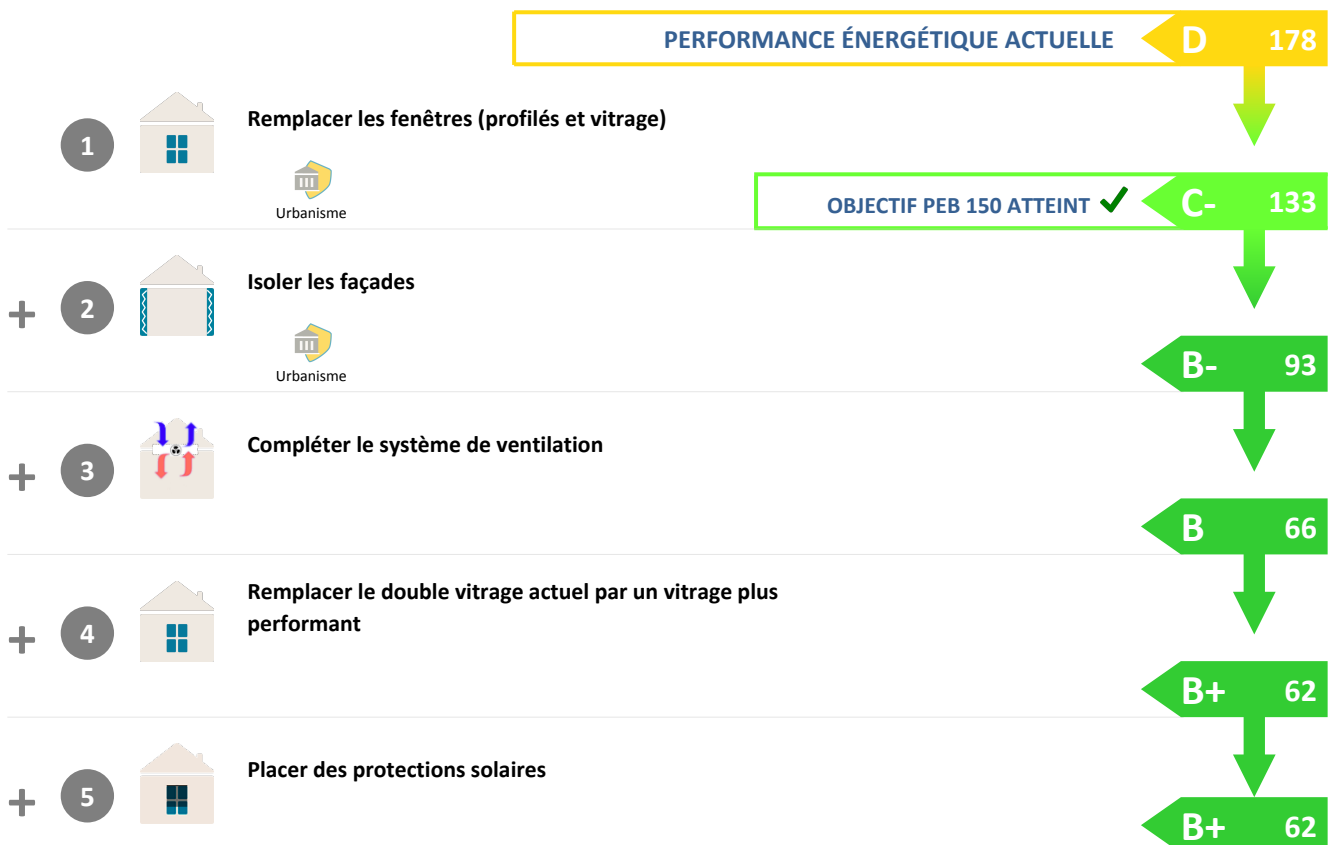 PERFORMANCE ÉNERGÉTIQUE ACTUELLE D 178
1 Remplacer les fenêtres (profilés et vitrage)
Urbanisme
OBJECTIF PEB 150 ATTEINT ✔ C- 133
+ 2 Isoler les façades
Urbanisme
B- 93
+ 3 Compléter le système de ventilation
B 66
+ 4 Remplacer le double vitrage actuel par un vitrage plus
performant
B+ 62
+ 5 Placer des protections solaires
B+ 62